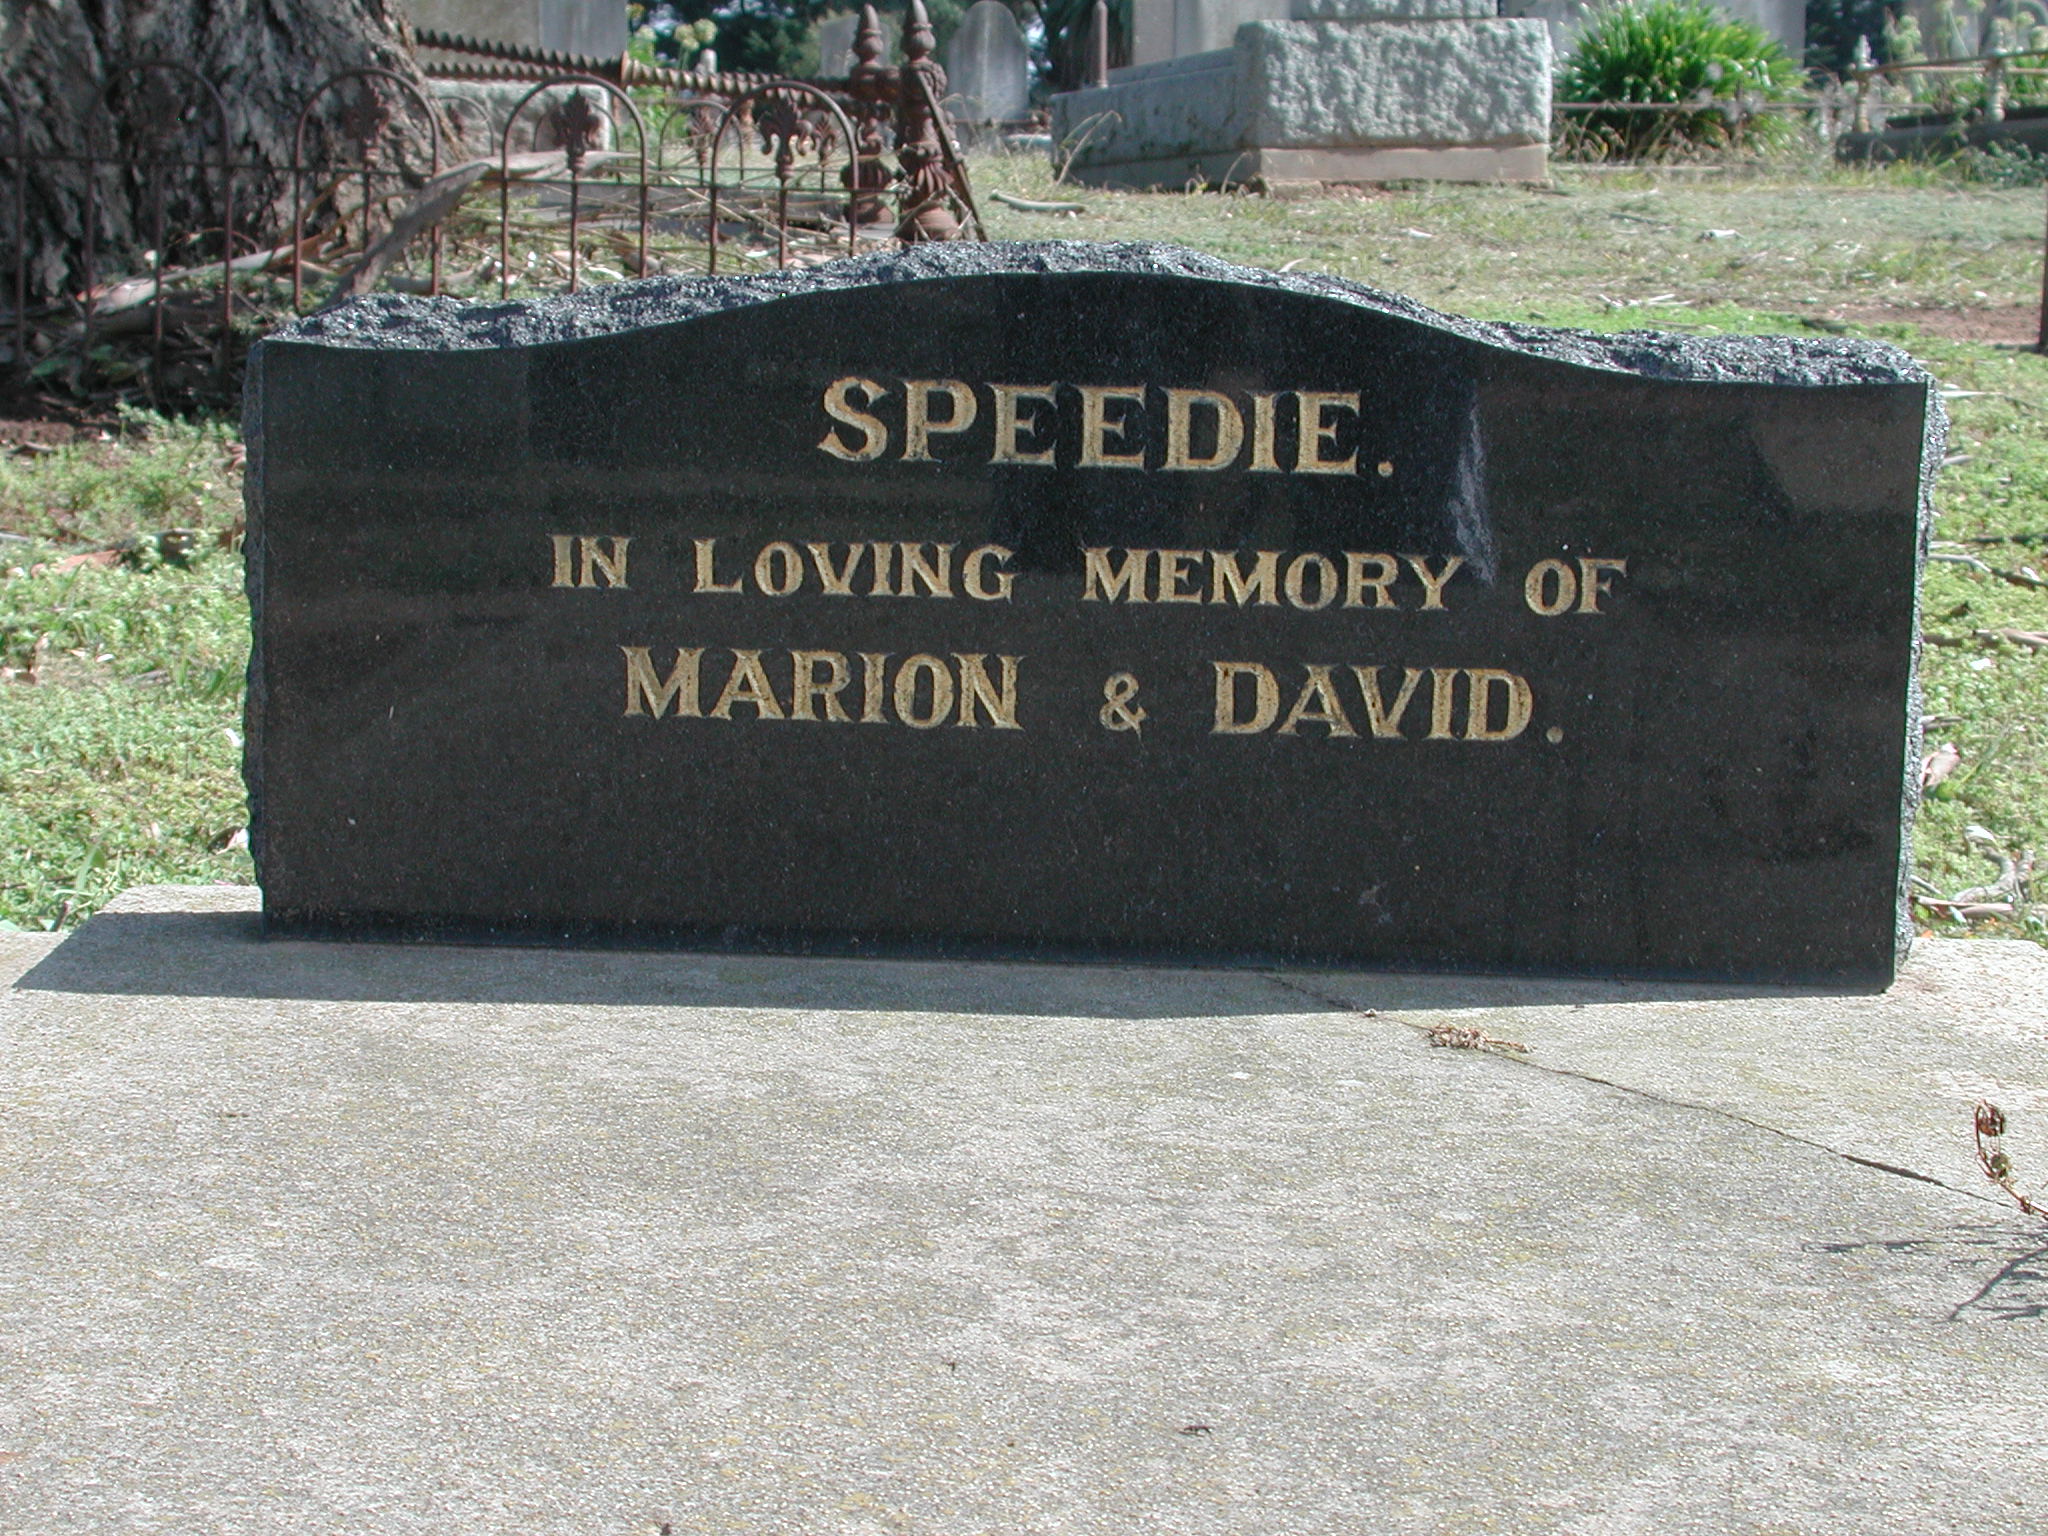 SPEEDIE.
IN LOVING MEMORY OF
MARION & DAVID.